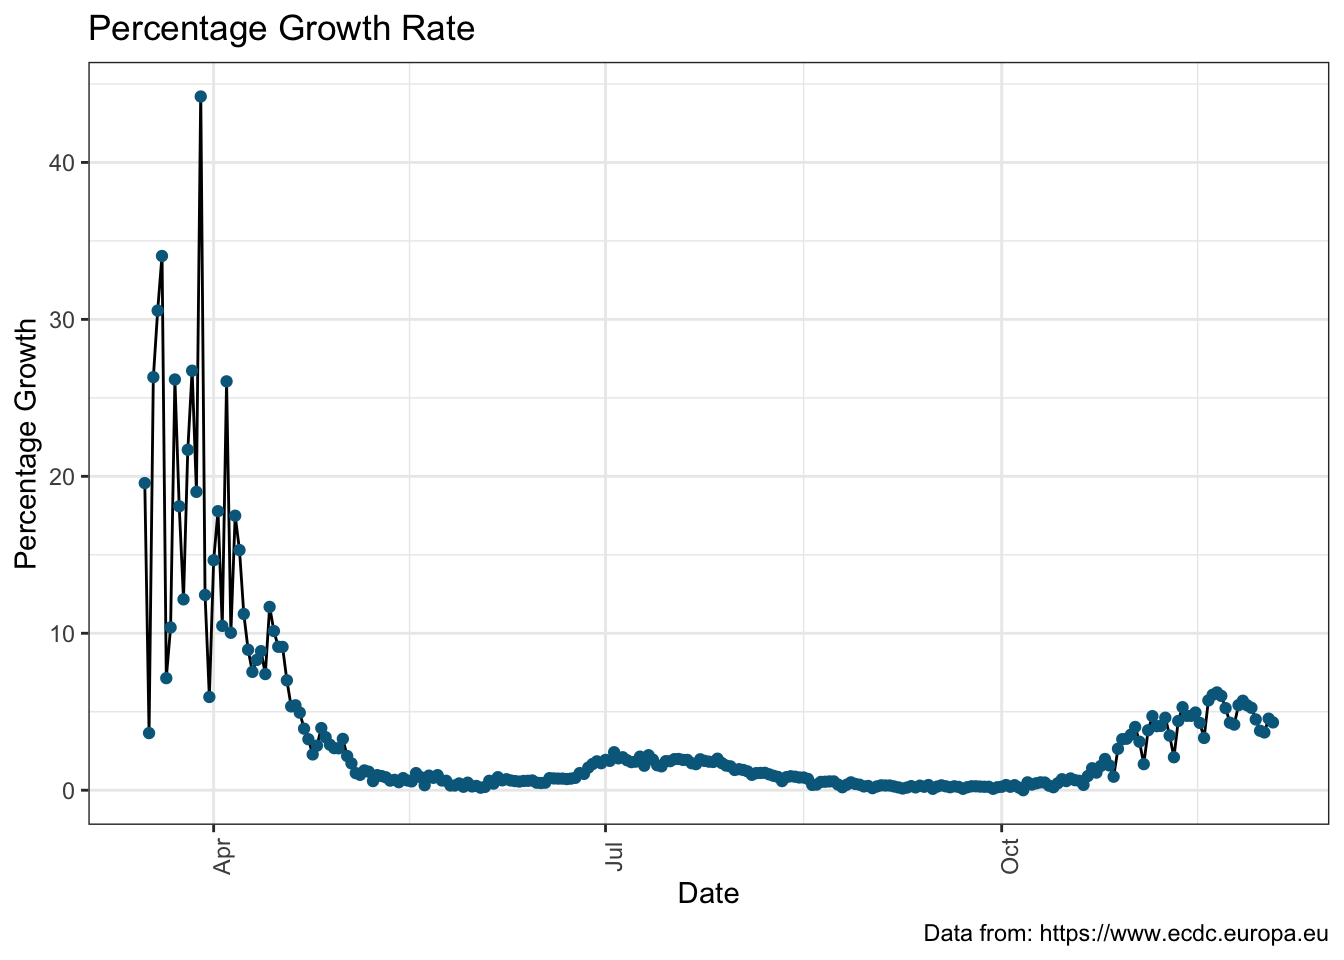 Percentage Growth Rate
Percentage Growth
40
30
20
10
0
Apr
Jul
Oct
Date
Data from: https://www.ecdc.europa.eu